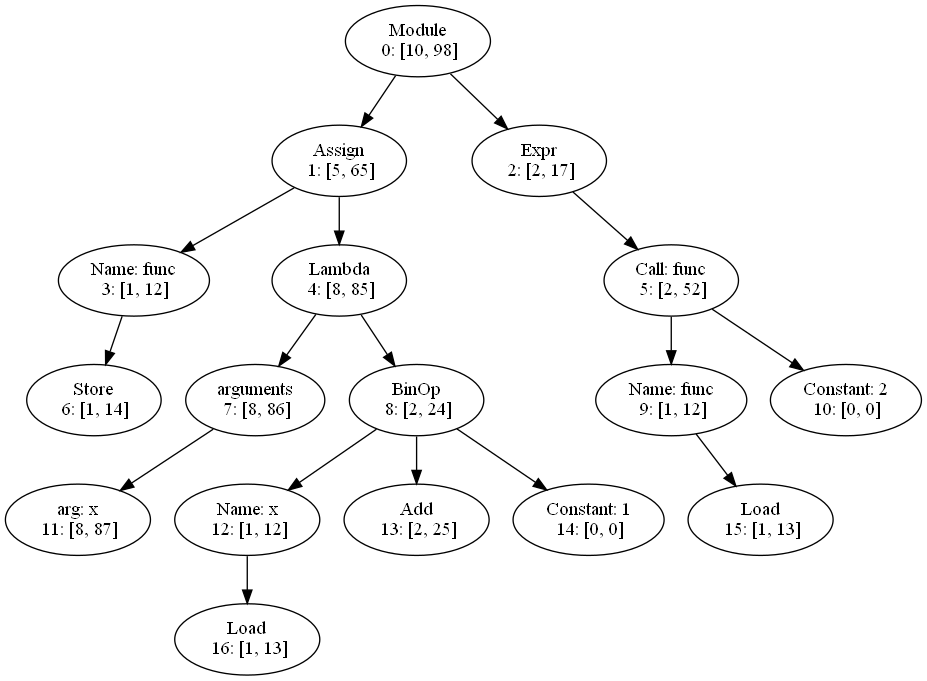 Module
0: [10, 98]
Assign
1: [5, 65]
Expr
2: [2, 17]
Name: func
3: [1, 12]
Lambda
4: [8, 85]
Call: func
5: [2, 52]
Store
6: [1, 14]
arguments
7: [8, 86]
BinOp
8: [2, 24]
Name: func
9: [1, 12]
Constant: 2
10: [0, 0]
arg: x
11: [8, 87]
Name: x
12: [1, 12]
Add
13: [2, 25]
Constant: 1
14: [0, 0]
Load
15: [1, 13]
Load
16: [1, 13]